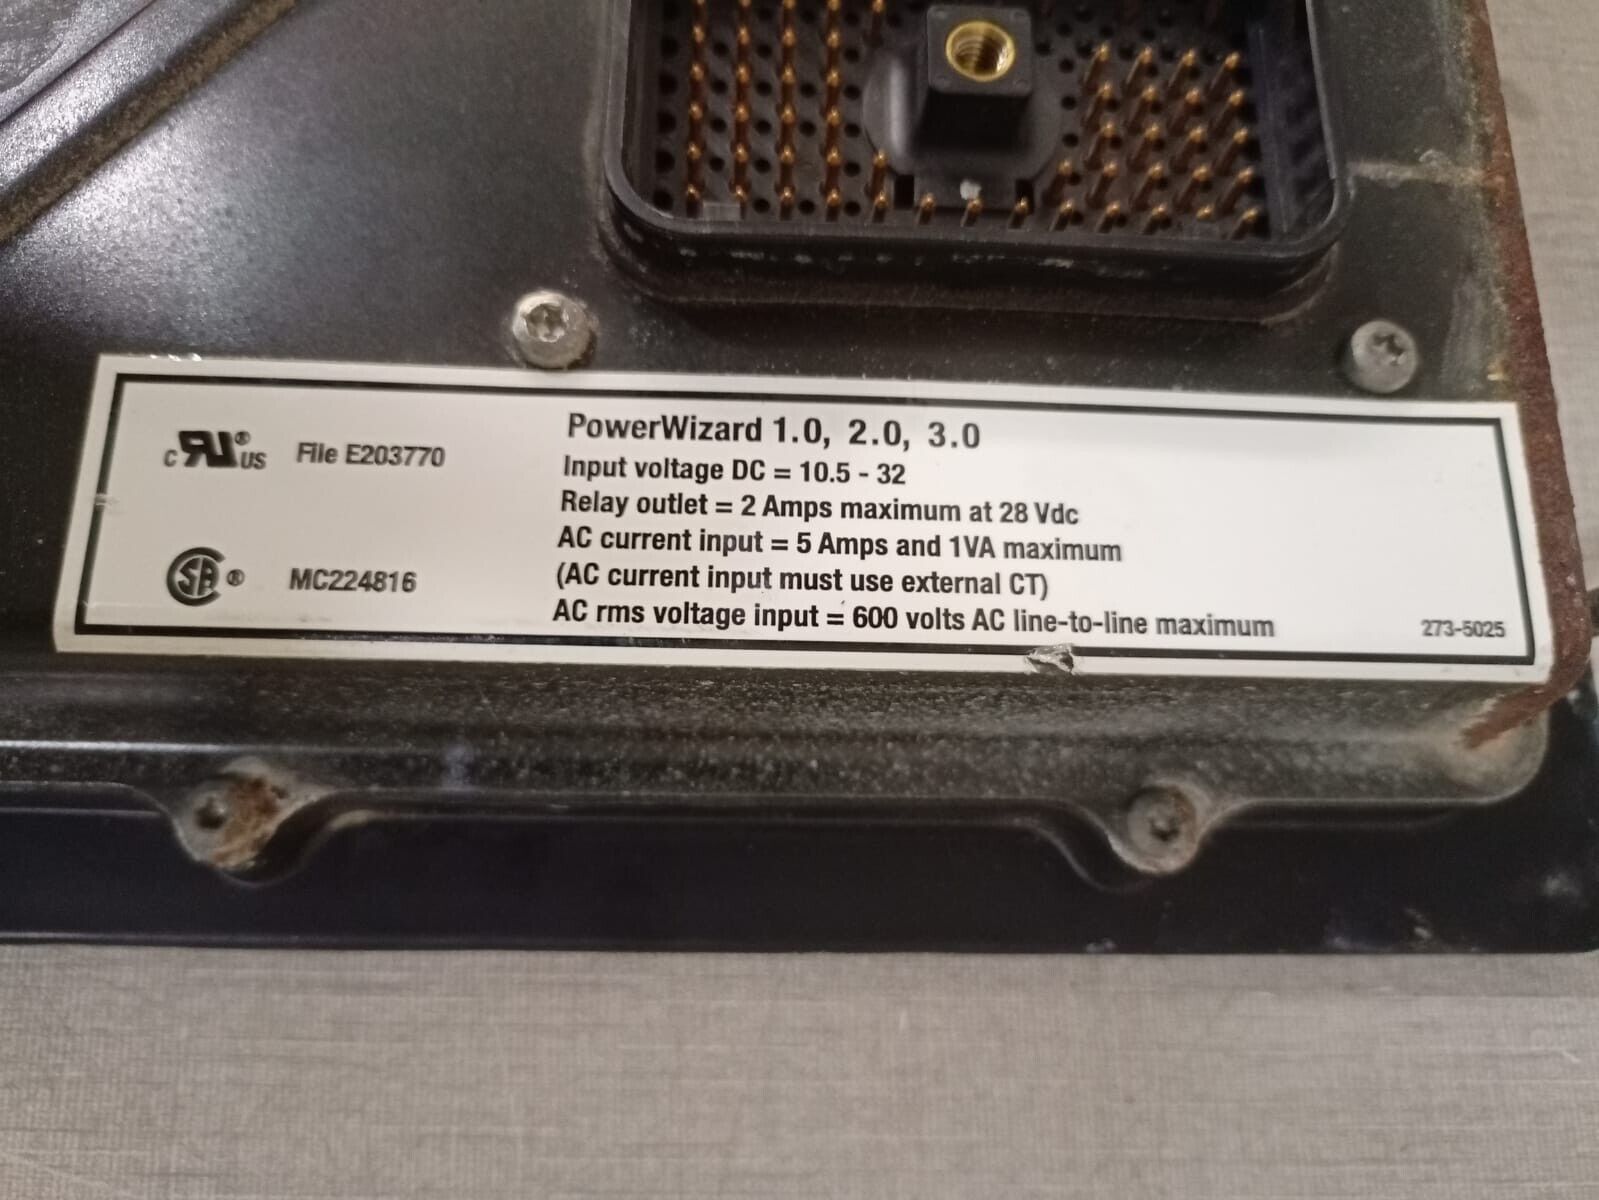 cRUus® File E203770
SA® MC224816
PowerWizard 1.0, 2.0, 3.0
Input voltage DC = 10.5 - 32
Relay outlet = 2 Amps maximum at 28 Vdc
AC current input = 5 Amps and 1VA maximum
(AC current input must use external CT)
AC rms voltage input = 600 volts AC line-to-line maximum
273-5025